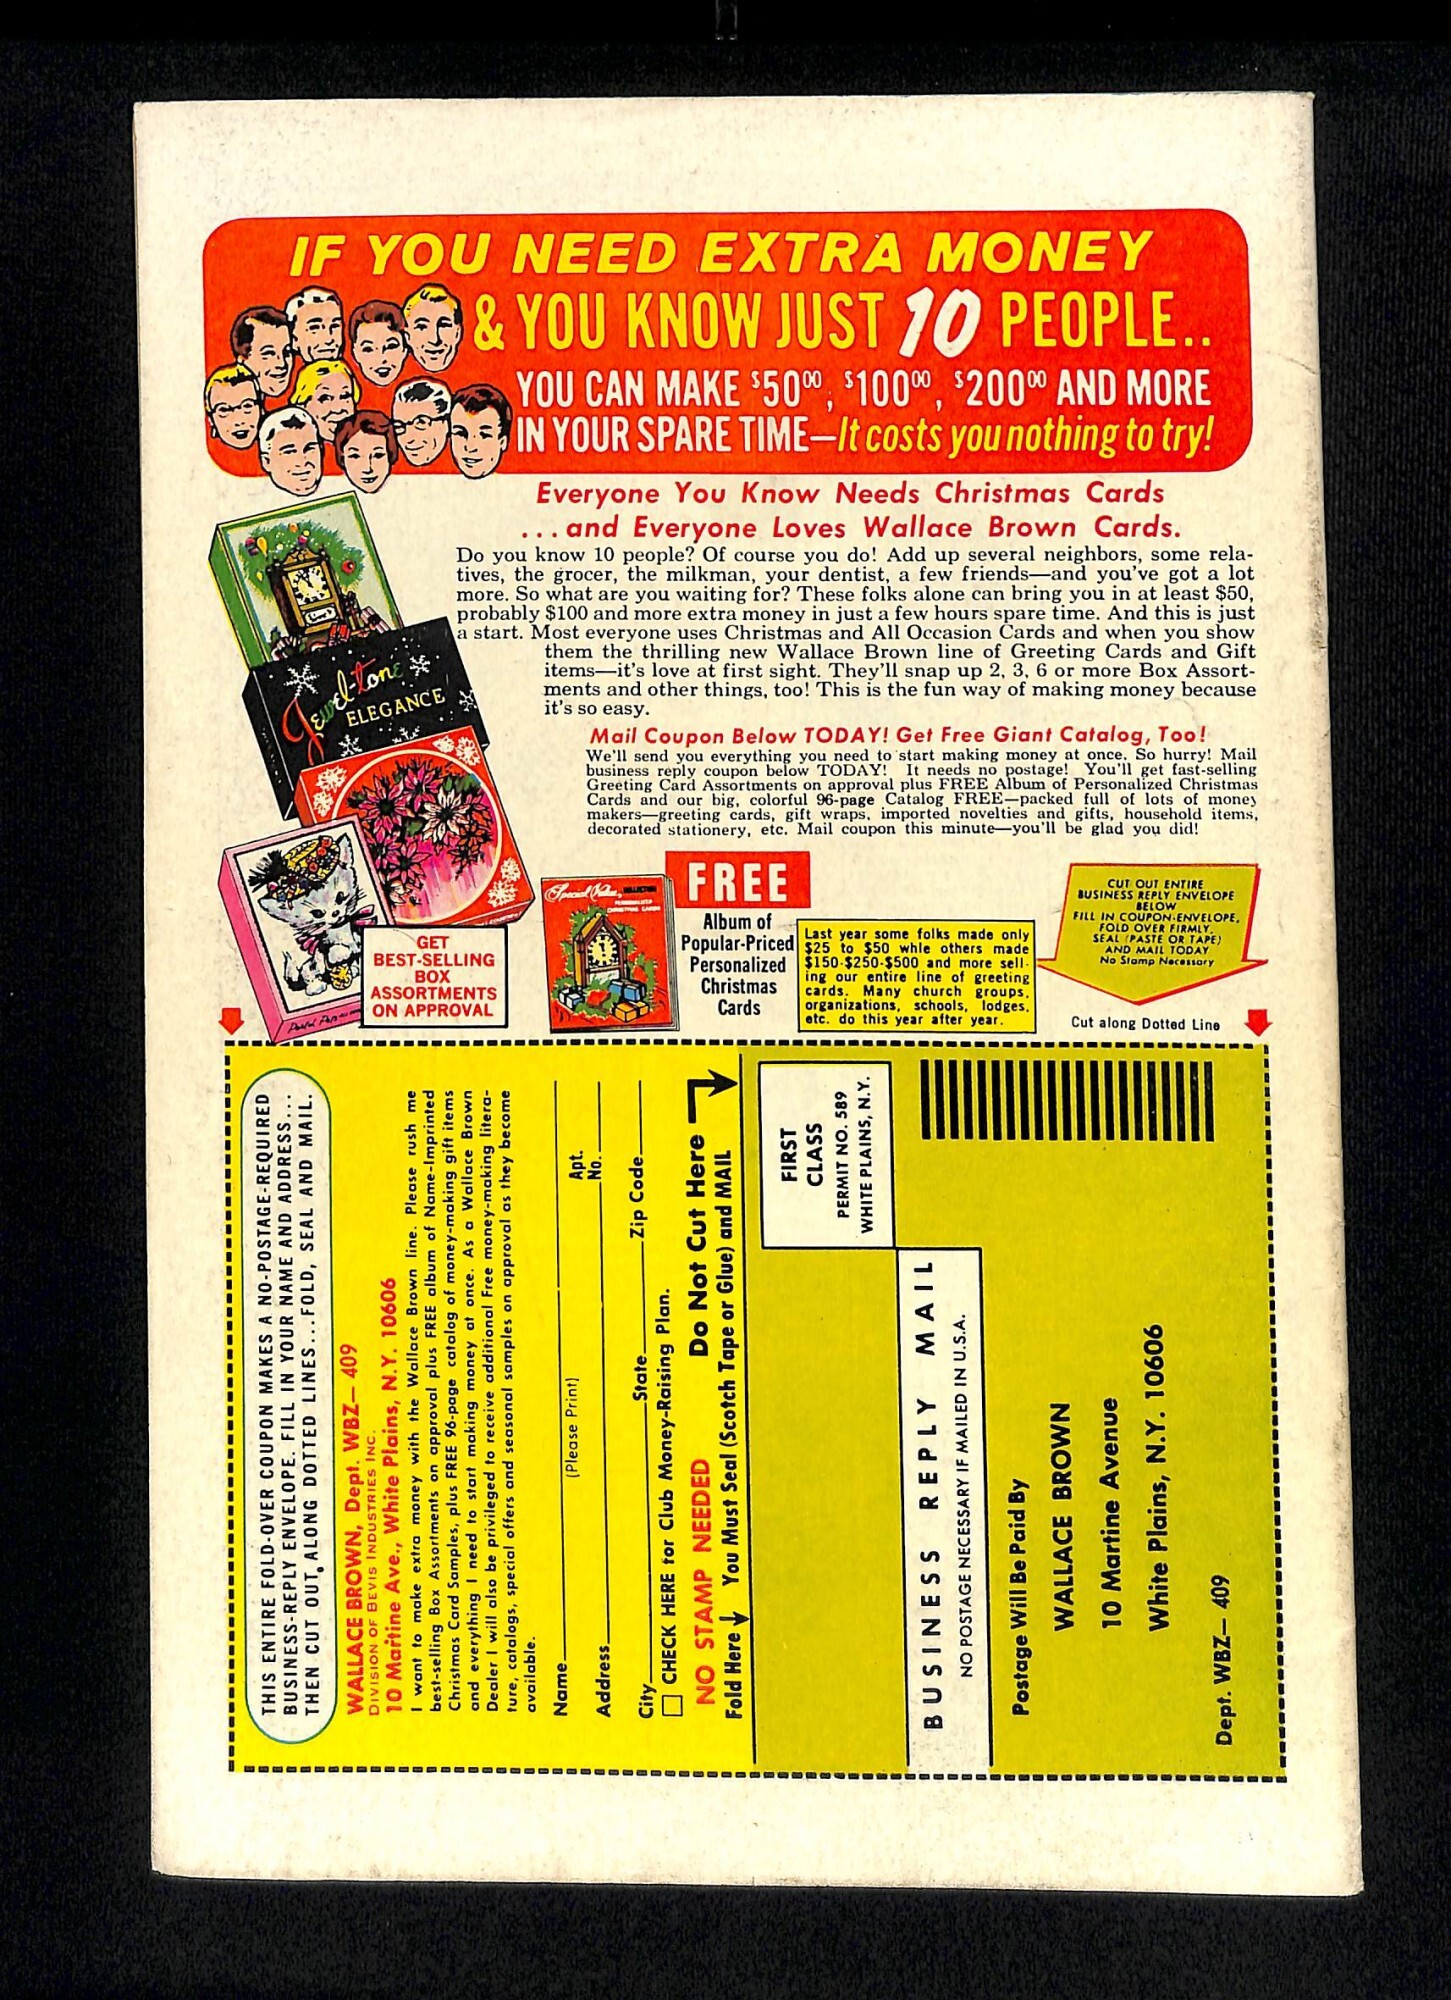 IF YOU NEED EXTRA MONEY
& YOU KNOW JUST 10 PEOPLE..
YOU CAN MAKE $50⁰⁰, $100⁰⁰, $200⁰⁰ AND MORE
IN YOUR SPARE TIME—It costs you nothing to try!
Everyone You Know Needs Christmas Cards
...and Everyone Loves Wallace Brown Cards.
Do you know 10 people? Of course you do! Add up several neighbors, some rela-
tives, the grocer, the milkman, your dentist, a few friends—and you've got a lot
more. So what are you waiting for? These folks alone can bring you in at least $50,
probably $100 and more extra money in just a few hours spare time. And this is just
a start. Most everyone uses Christmas and All Occasion Cards and when you show
them the thrilling new Wallace Brown line of Greeting Cards and Gift
items—it's love at first sight. They'll snap up 2, 3, 6 or more Box Assort-
ments and other things, too! This is the fun way of making money because
it's so easy.
Jewel-tone
ELEGANCE
Mail Coupon Below TODAY! Get Free Giant Catalog, Too!
We'll send you everything you need to start making money at once. So hurry! Mail
business reply coupon below TODAY! It needs no postage! You'll get fast-selling
Greeting Card Assortments on approval plus FREE Album of Personalized Christmas
Cards and our big, colorful 96-page Catalog FREE—packed full of lots of money
makers—greeting cards, gift wraps, imported novelties and gifts, household items,
decorated stationery, etc. Mail coupon this minute—you'll be glad you did!
GET
BEST-SELLING
BOX
ASSORTMENTS
ON APPROVAL
Special Value COLLECTION
PERSONALIZED
CHRISTMAS CARDS
FREE
Album of
Popular-Priced
Personalized
Christmas
Cards
Last year some folks made only
$25 to $50 whle others made
$150-$250-$500 and more sell-
ing our entire line of greeting
cards. Many church groups,
organizations, schools, lodges,
etc. do this year after year.
CUT OUT ENTIRE
BUSINESS REPLY ENVELOPE
BELOW
FILL IN COUPON-ENVELOPE,
FOLD OVER FIRMLY,
SEAL (PASTE OR TAPE)
AND MAIL TODAY
No Stamp Necessary
Cut along Dotted Line
THIS ENTIRE FOLD-OVER COUPON MAKES A NO-POSTAGE-REQUIRED
BUSINESS-REPLY ENVELOPE. FILL IN YOUR NAME AND ADDRESS...
THEN CUT OUT, ALONG DOTTED LINES...FOLD, SEAL AND MAIL.
WALLACE BROWN, Dept. WBZ— 409
DIVISION OF BEVIS INDUSTRIES INC.
10 Martine Ave., White Plains, N.Y. 10606
I want to make extra money with the Wallace Brown line. Please rush me
best-selling Box Assortments on approval plus FREE album of Name-Imprinted
Christmas Card Samples, plus FREE 96-page catalog of money-making gift items
and everything I need to start making money at once. As a Wallace Brown
Dealer I will also be privileged to receive additional Free money-making litera-
ture, catalogs, special offers and seasonal samples on approval as they become
available.
Name
(Please Print)
Address Apt. No.
City State Zip Code
CHECK HERE for Club Money-Raising Plan.
NO STAMP NEEDED Do Not Cut Here
Fold Here You Must Seal (Scotch Tape or Glue) and MAIL
FIRST
CLASS
PERMIT NO. 589
WHITE PLAINS, N.Y.
BUSINESS REPLY MAIL
NO POSTAGE NECESSARY IF MAILED IN U.S.A.
Postage Will Be Paid By
WALLACE BROWN
10 Martine Avenue
White Plains, N.Y. 10606
Dept. WBZ— 409